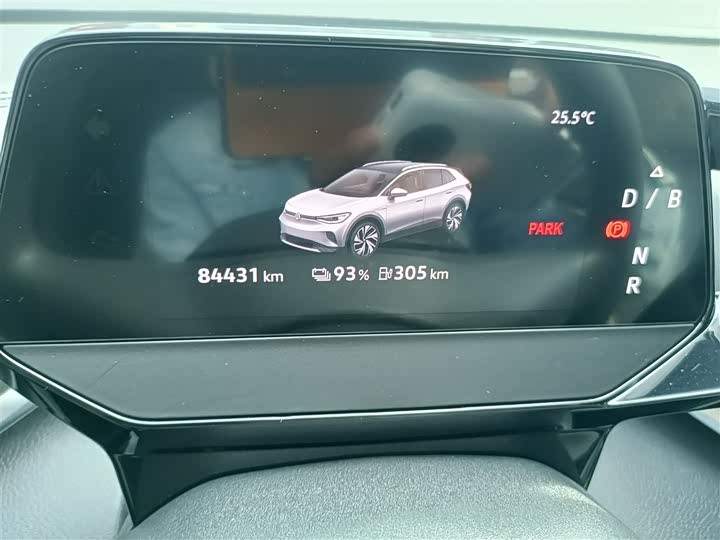 25.5°C
D / B
PARK P
N
R
84431 km 93 % 305 km